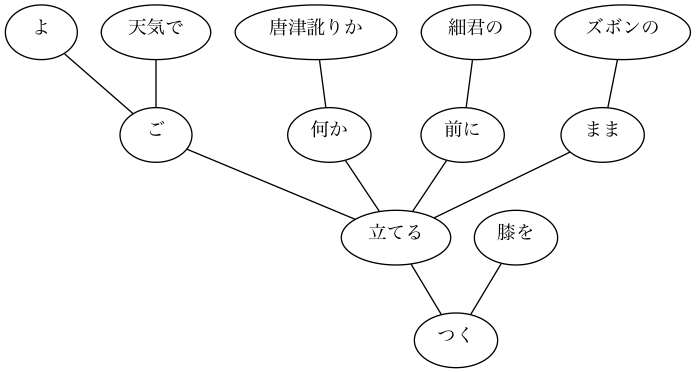 よ 天気で 唐津訛りか 細君の ズボンの
ご 何か 前に まま
立てる 膝を
つく